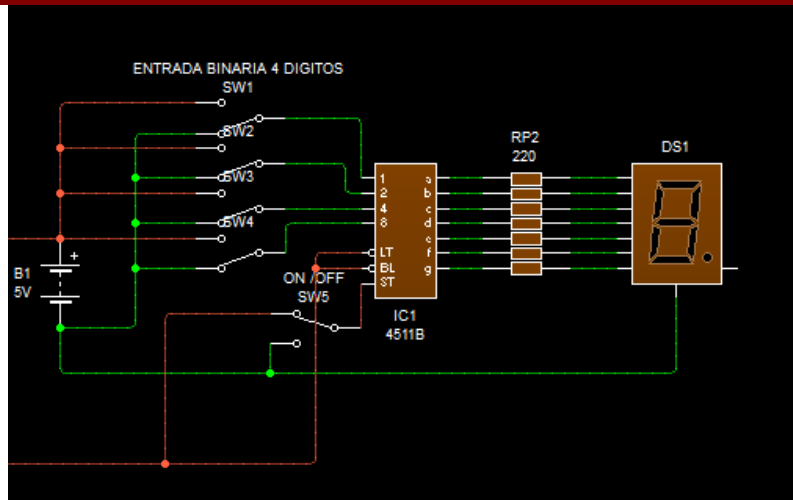 ENTRADA BINARIA 4 DIGITOS
SW1
SW2
SW3
SW4
B1
5V
+
ON /OFF
SW5
1
2
4
8
LT
BL
ST
a
b
c
d
e
f
g
IC1
4511B
RP2
220
DS1